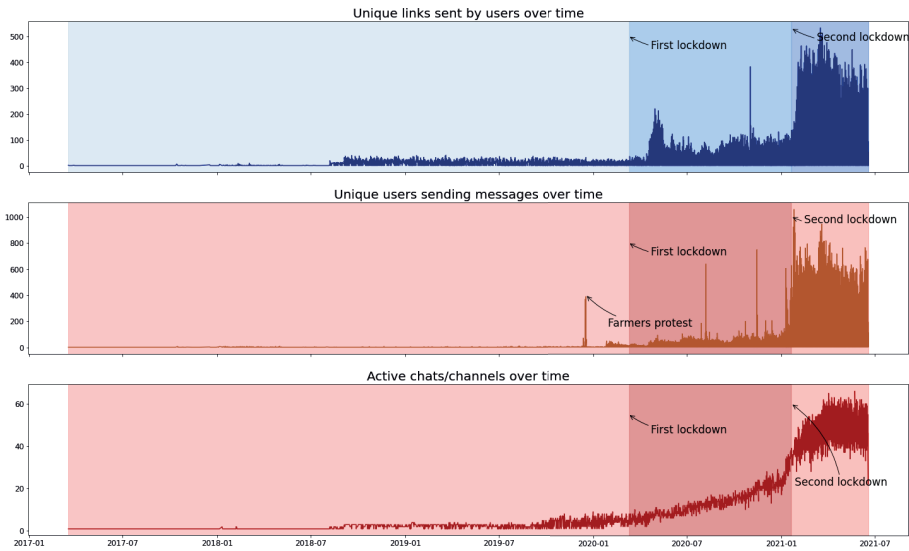 Unique links sent by users over time
500
400
300
200
100
0
First lockdown
Second lockdown
2017-01
2017-07
2018-01
2018-07
2019-01
2019-07
2020-01
2020-07
2021-01
2021-07
Unique users sending messages over time
1000
800
600
400
200
0
Farmers protest
First lockdown
Second lockdown
Active chats/channels over time
60
40
20
0
First lockdown
Second lockdown